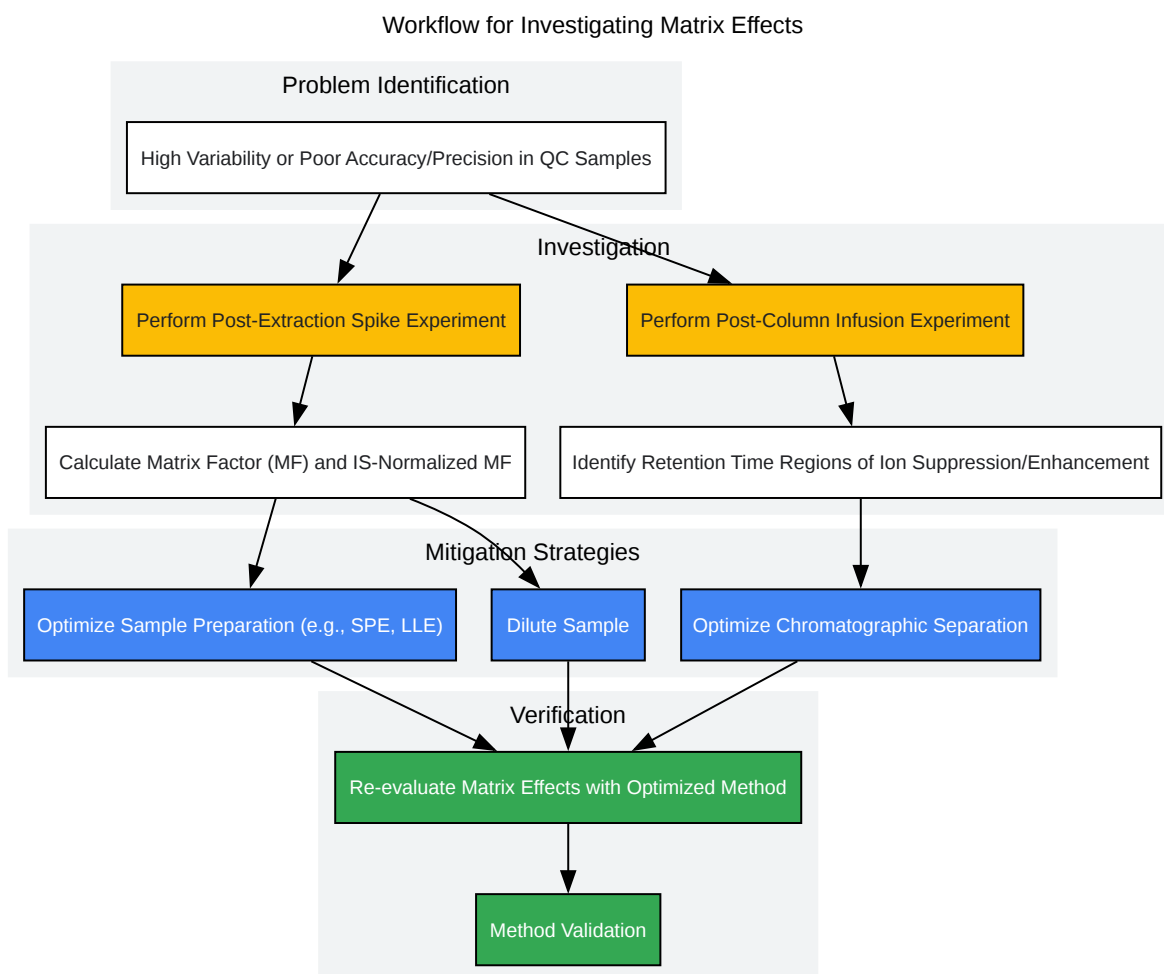 Workflow for Investigating Matrix Effects
Problem Identification
High Variability or Poor Accuracy/Precision in QC Samples
Investigation
Perform Post-Extraction Spike Experiment
Perform Post-Column Infusion Experiment
Calculate Matrix Factor (MF) and IS-Normalized MF
Identify Retention Time Regions of Ion Suppression/Enhancement
Mitigation Strategies
Optimize Sample Preparation (e.g., SPE, LLE)
Dilute Sample
Optimize Chromatographic Separation
Verification
Re-evaluate Matrix Effects with Optimized Method
Method Validation